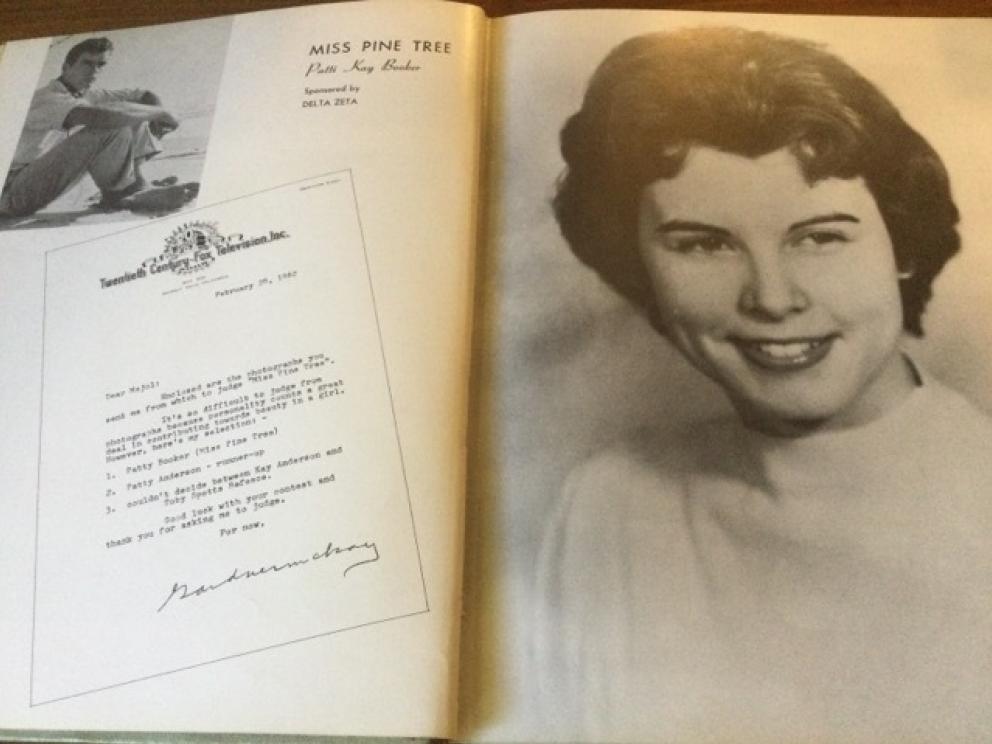 MISS PINE TREE
Patti Kay Booker
Sponsored by
DELTA ZETA
Twentieth Century-Fox Television, Inc.
February 28, 1962
Dear Majol:
Enclosed are the photographs you
sent me from which to judge "Miss Pine Tree".
It's so difficult to judge from
photographs because personality counts a great
deal in contributing towards beauty in a girl.
However, here's my selection: -
1. Patty Booker (Miss Pine Tree)
2. Patty Anderson - runner-up
3. couldn't decide between Kay Anderson and
Toby Spotts
Good luck with your contest and
thank you for asking me to judge.
For now,
Gardner McKay